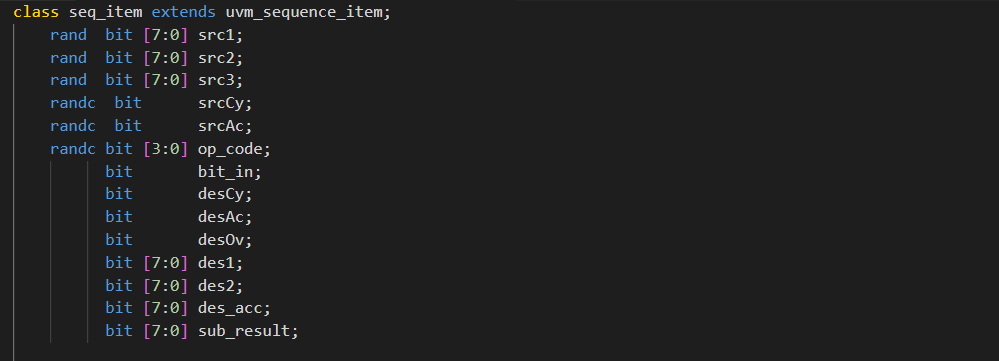 class seq_item extends uvm_sequence_item;
rand bit [7:0] src1;
rand bit [7:0] src2;
rand bit [7:0] src3;
randc bit srcCy;
randc bit srcAc;
randc bit [3:0] op_code;
bit bit_in;
bit desCy;
bit desAc;
bit desOv;
bit [7:0] des1;
bit [7:0] des2;
bit [7:0] des_acc;
bit [7:0] sub_result;